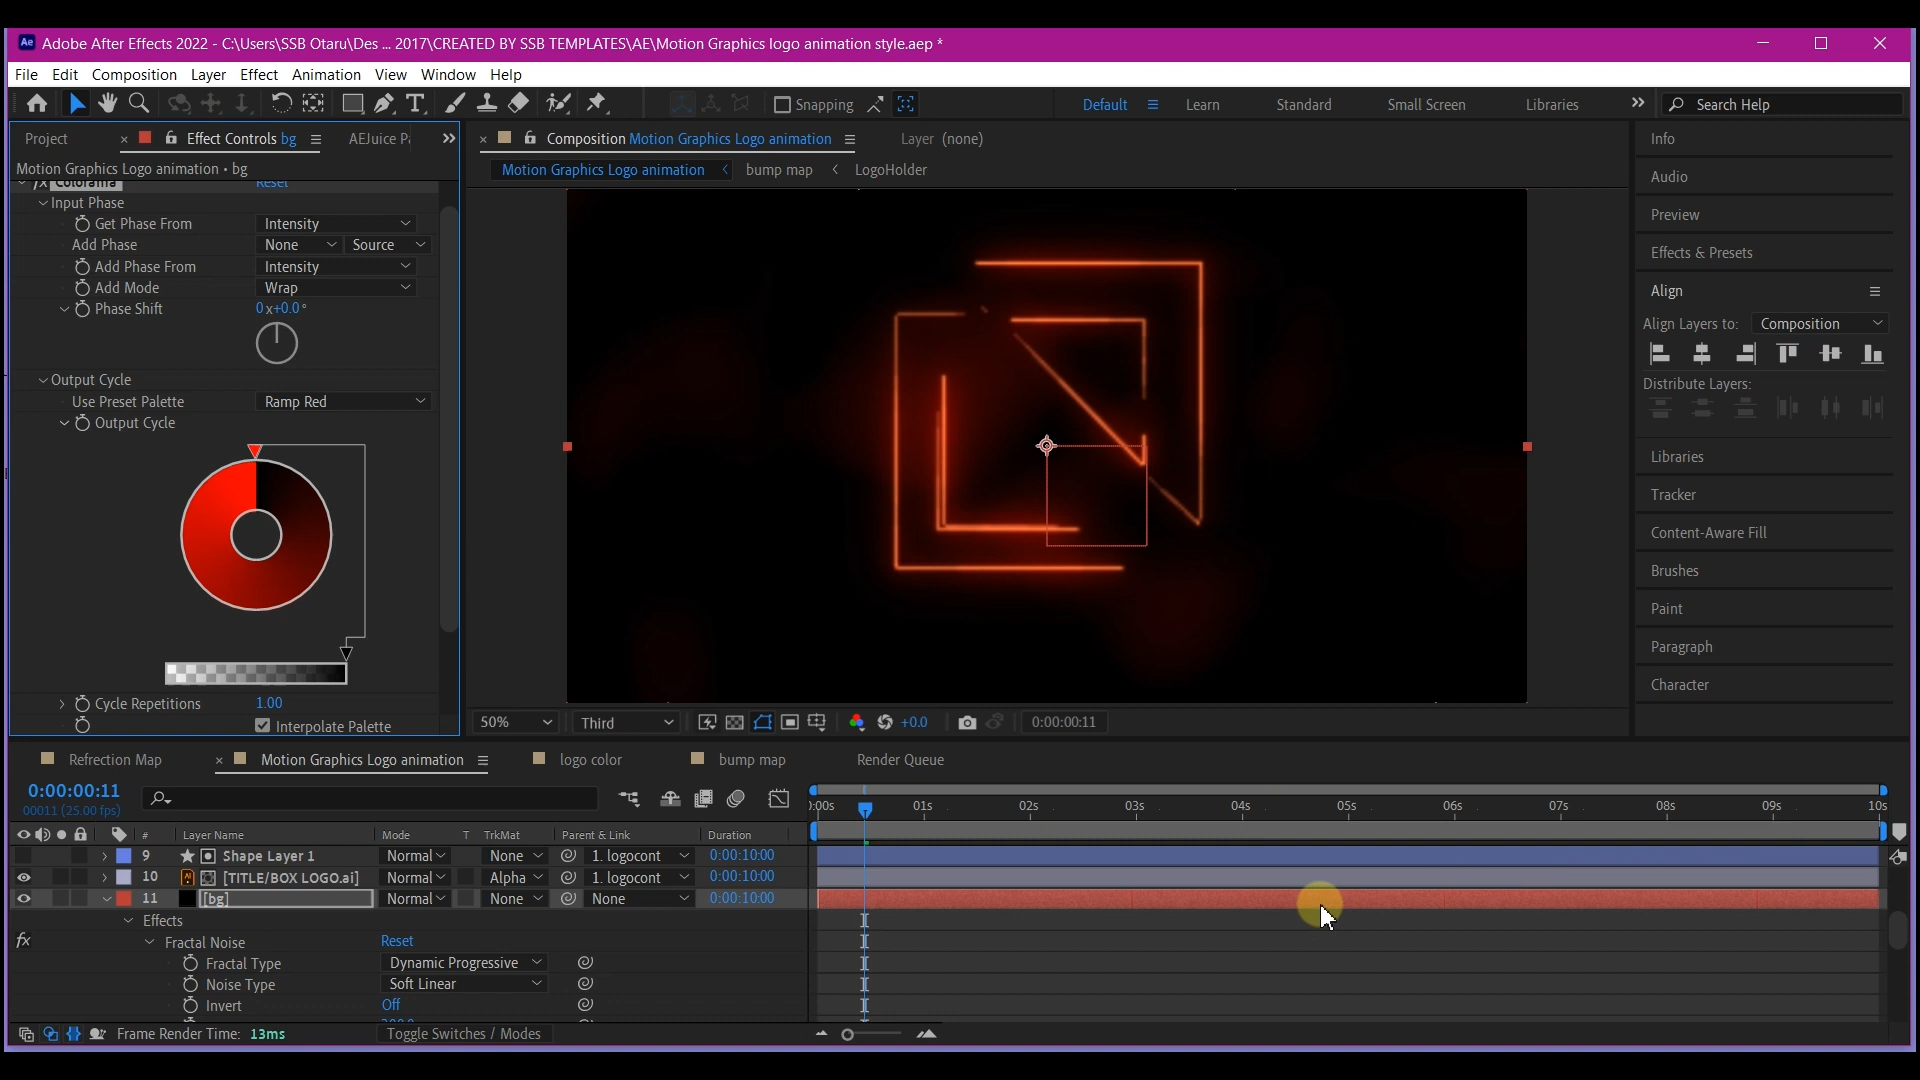 Adobe After Effects 2022 - C:\Users\SSB Otaru\Des ... 2017\CREATED BY SSB TEMPLATES\AE\Motion Graphics logo animation style.aep *
File Edit Composition Layer Effect Animation View Window Help
Snapping Default Learn Standard Small Screen Libraries Search Help
Project Effect Controls bg AEJuice Composition Motion Graphics Logo animation Layer (none) Info
Motion Graphics Logo animation • bg
Motion Graphics Logo animation bump map LogoHolder
Audio
Colorama Reset
Input Phase
Get Phase From Intensity
Add Phase None Source
Add Phase From Intensity
Add Mode Wrap
Phase Shift 0x+0.0°
Output Cycle
Use Preset Palette Ramp Red
Output Cycle
Cycle Repetitions 1.00
Interpolate Palette
Preview
Effects & Presets
Align
Align Layers to: Composition
Distribute Layers:
Libraries
Tracker
Content-Aware Fill
Brushes
Paint
Paragraph
Character
50% Third +0.0 0:00:00:11
Refrection Map Motion Graphics Logo animation logo color bump map Render Queue
0:00:00:11
00011 (25.00 fps)
):00s 01s 02s 03s 04s 05s 06s 07s 08s 09s 10s
# Layer Name Mode T TrkMat Parent & Link Duration
9 Shape Layer 1 Normal None 1. logocont 0:00:10:00
10 [TITLE/BOX LOGO.ai] Normal Alpha 1. logocont 0:00:10:00
11 [bg] Normal None None 0:00:10:00
Effects
fx Fractal Noise Reset
Fractal Type Dynamic Progressive
Noise Type Soft Linear
Invert Off
Frame Render Time: 13ms Toggle Switches / Modes